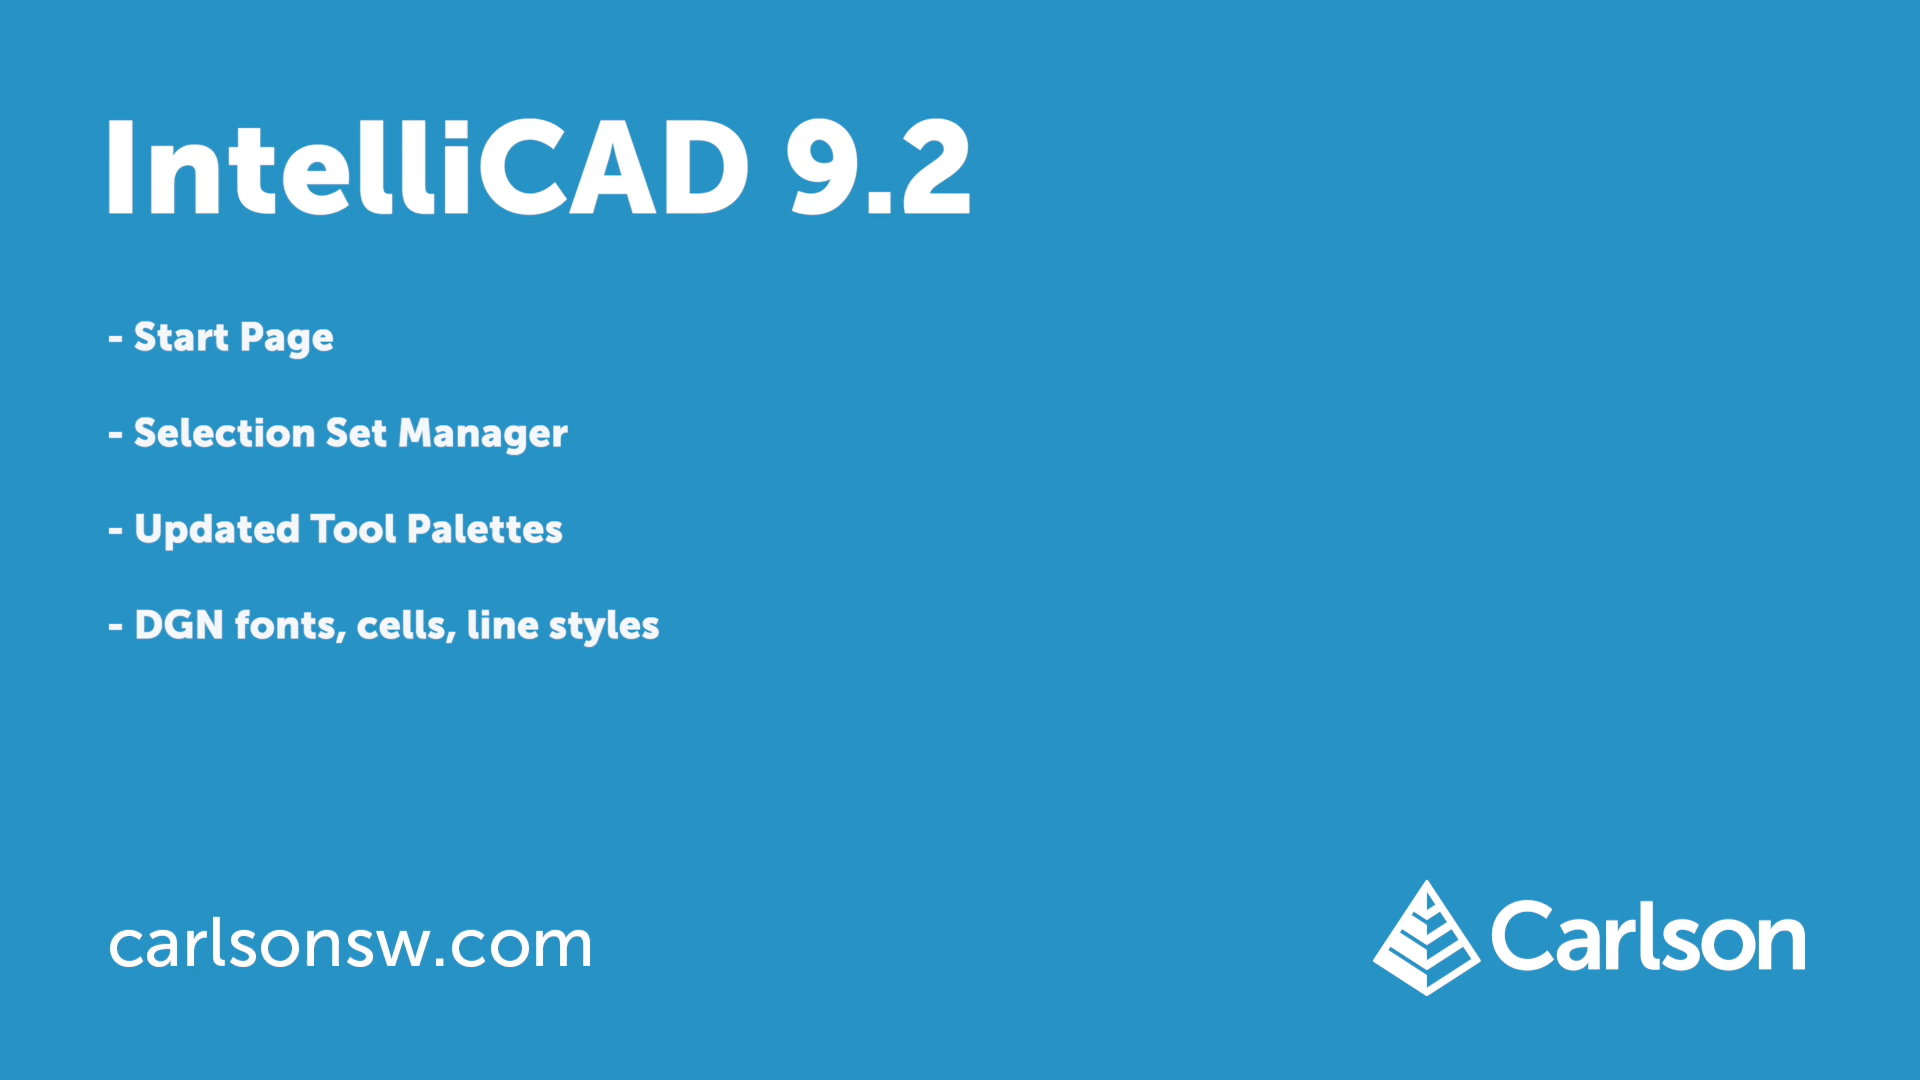 IntelliCAD 9.2
- Start Page
- Selection Set Manager
- Updated Tool Palettes
- DGN fonts, cells, line styles
carlsonsw.com
Carlson